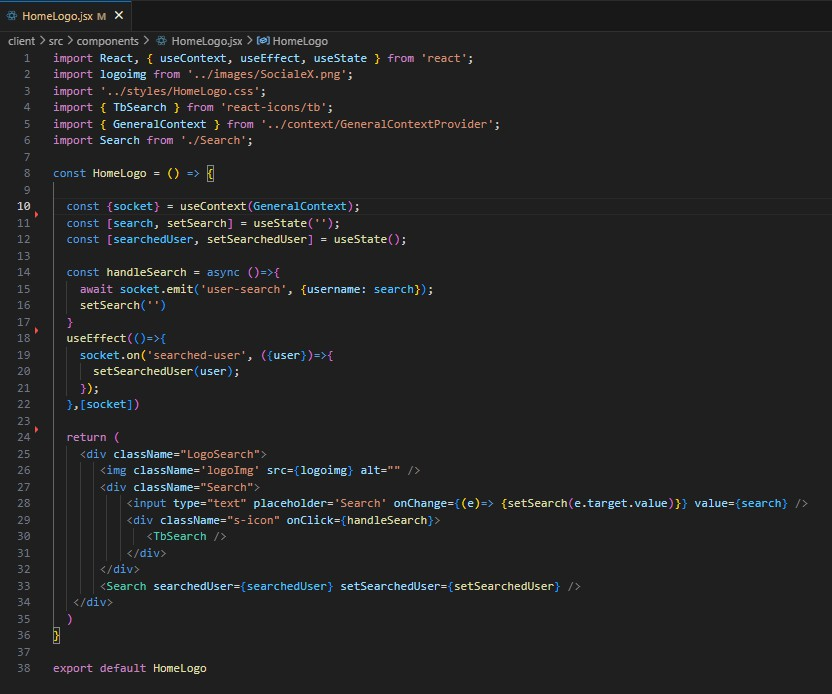 HomeLogo.jsx M ✕
client > src > components > HomeLogo.jsx > HomeLogo
1 import React, { useContext, useEffect, useState } from 'react';
2 import logoimg from '../images/SocialeX.png';
3 import '../styles/HomeLogo.css';
4 import { TbSearch } from 'react-icons/tb';
5 import { GeneralContext } from '../context/GeneralContextProvider';
6 import Search from './Search';
7
8 const HomeLogo = () => {
9
10   const {socket} = useContext(GeneralContext);
11   const [search, setSearch] = useState('');
12   const [searchedUser, setSearchedUser] = useState();
13
14   const handleSearch = async ()=>{
15     await socket.emit('user-search', {username: search});
16     setSearch('')
17   }
18   useEffect(()=>{
19     socket.on('searched-user', ({user})=>{
20       setSearchedUser(user);
21     });
22   },[socket])
23
24   return (
25     <div className="LogoSearch">
26        <img className='logoImg' src={logoimg} alt="" />
27        <div className="Search">
28            <input type="text" placeholder='Search' onChange={(e)=> {setSearch(e.target.value)}} value={search} />
29            <div className="s-icon" onClick={handleSearch}>
30               <TbSearch />
31            </div>
32        </div>
33        <Search searchedUser={searchedUser} setSearchedUser={setSearchedUser} />
34    </div>
35   )
36 }
37
38 export default HomeLogo